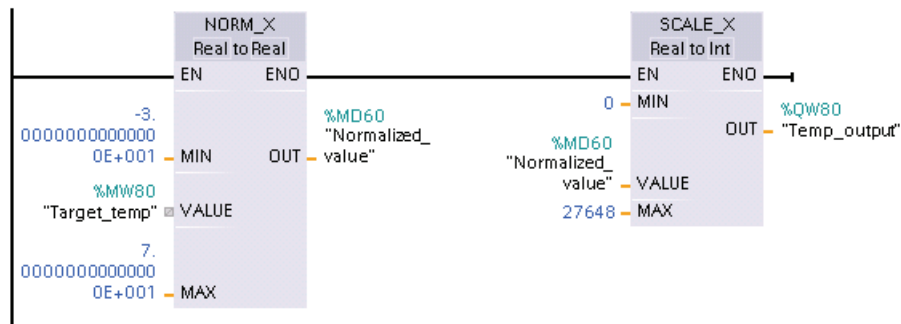 NORM_X
Real to Real
EN ENO
-3.
0000000000000
0E+001
MIN
OUT
%MD60
"Normalized_
value"
%MW80
"Target_temp"
VALUE
7.
0000000000000
0E+001
MAX
SCALE_X
Real to Int
EN ENO
0
MIN
OUT
%QW80
"Temp_output"
%MD60
"Normalized_
value"
VALUE
27648
MAX